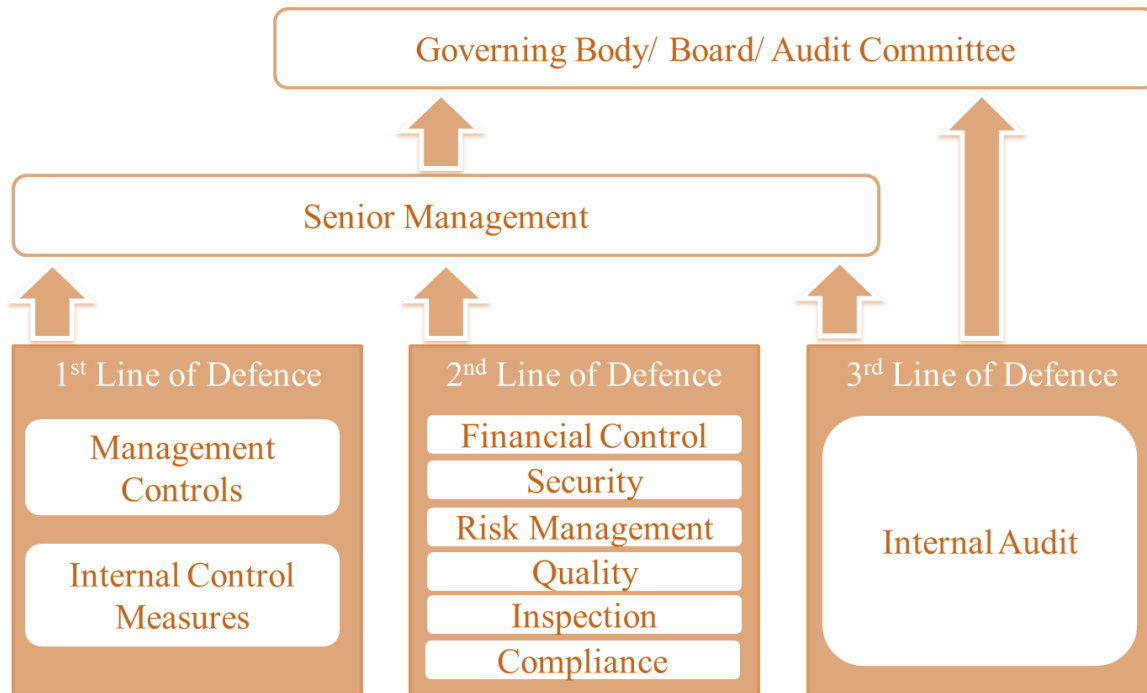 Governing Body/ Board/ Audit Committee
Senior Management
1st Line of Defence
Management
Controls
Internal Control
Measures
2nd Line of Defence
Financial Control
Security
Risk Management
Quality
Inspection
Compliance
3rd Line of Defence
Internal Audit